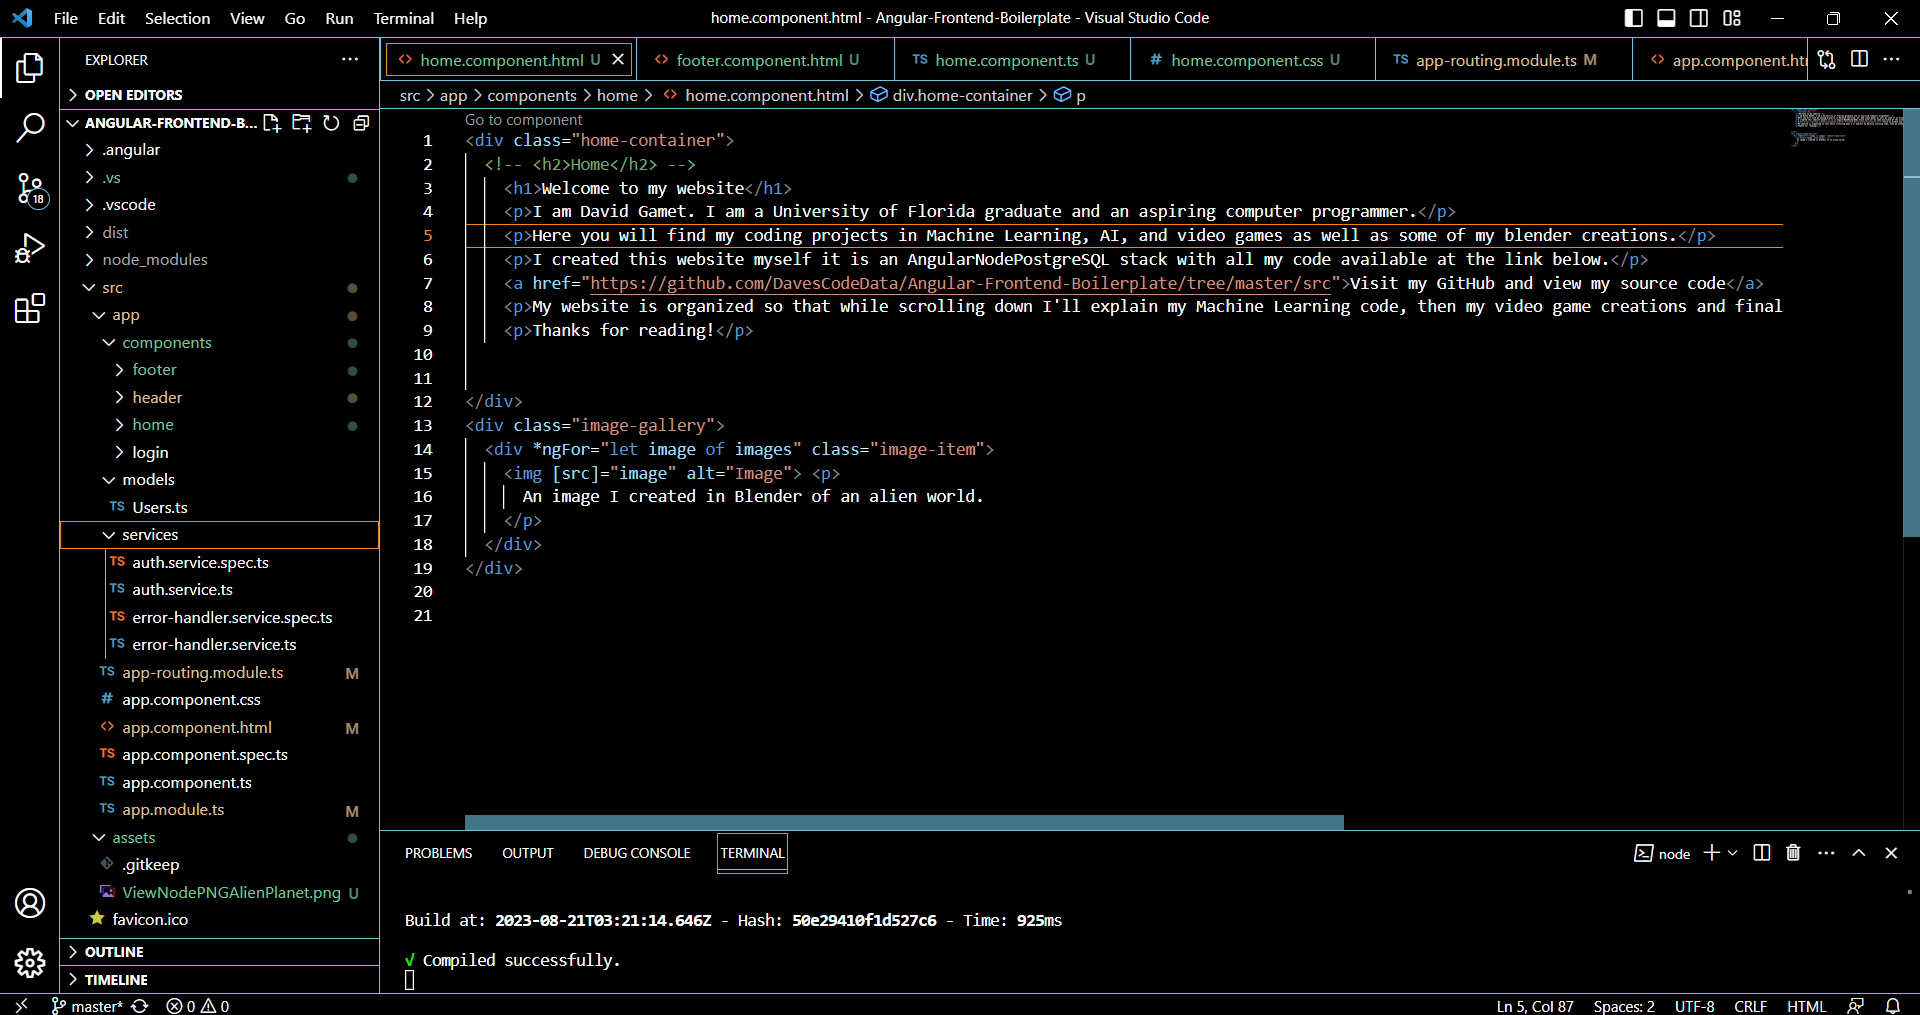 File Edit Selection View Go Run Terminal Help
home.component.html - Angular-Frontend-Boilerplate - Visual Studio Code
EXPLORER
OPEN EDITORS
ANGULAR-FRONTEND-B...
.angular
.vs
.vscode
dist
node_modules
src
app
components
footer
header
home
login
models
TS Users.ts
services
TS auth.service.spec.ts
TS auth.service.ts
TS error-handler.service.spec.ts
TS error-handler.service.ts
TS app-routing.module.ts M
# app.component.css
<> app.component.html M
TS app.component.spec.ts
TS app.component.ts
TS app.module.ts M
assets
.gitkeep
ViewNodePNGAlienPlanet.png U
favicon.ico
OUTLINE
TIMELINE
18
<> home.component.html U <> footer.component.html U TS home.component.ts U # home.component.css U TS app-routing.module.ts M <> app.component.ht
src > app > components > home > <> home.component.html > div.home-container > p
Go to component
1 <div class="home-container">
2 <!-- <h2>Home</h2> -->
3 <h1>Welcome to my website</h1>
4 <p>I am David Gamet. I am a University of Florida graduate and an aspiring computer programmer.</p>
5 <p>Here you will find my coding projects in Machine Learning, AI, and video games as well as some of my blender creations.</p>
6 <p>I created this website myself it is an AngularNodePostgreSQL stack with all my code available at the link below.</p>
7 <a href="https://github.com/DavesCodeData/Angular-Frontend-Boilerplate/tree/master/src">Visit my GitHub and view my source code</a>
8 <p>My website is organized so that while scrolling down I'll explain my Machine Learning code, then my video game creations and final
9 <p>Thanks for reading!</p>
10
11
12 </div>
13 <div class="image-gallery">
14 <div *ngFor="let image of images" class="image-item">
15 <img [src]="image" alt="Image"> <p>
16 An image I created in Blender of an alien world.
17 </p>
18 </div>
19 </div>
20
21
PROBLEMS OUTPUT DEBUG CONSOLE TERMINAL
node
Build at: 2023-08-21T03:21:14.646Z - Hash: 50e29410f1d527c6 - Time: 925ms
√ Compiled successfully.
master* 0 0
Ln 5, Col 87 Spaces: 2 UTF-8 CRLF HTML